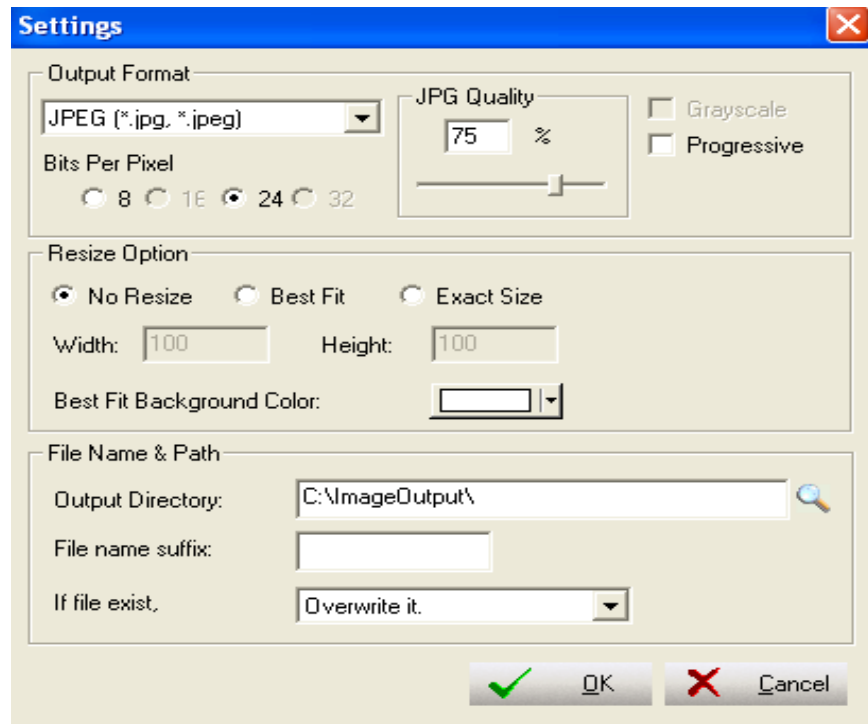 Settings
Output Format
JPEG (*.jpg, *.jpeg)
JPG Quality
75 %
Grayscale
Progressive
Bits Per Pixel
8 16 24 32
Resize Option
No Resize Best Fit Exact Size
Width: 100 Height: 100
Best Fit Background Color:
File Name & Path
Output Directory: C:\ImageOutput\
File name suffix:
If file exist, Overwrite it.
OK Cancel